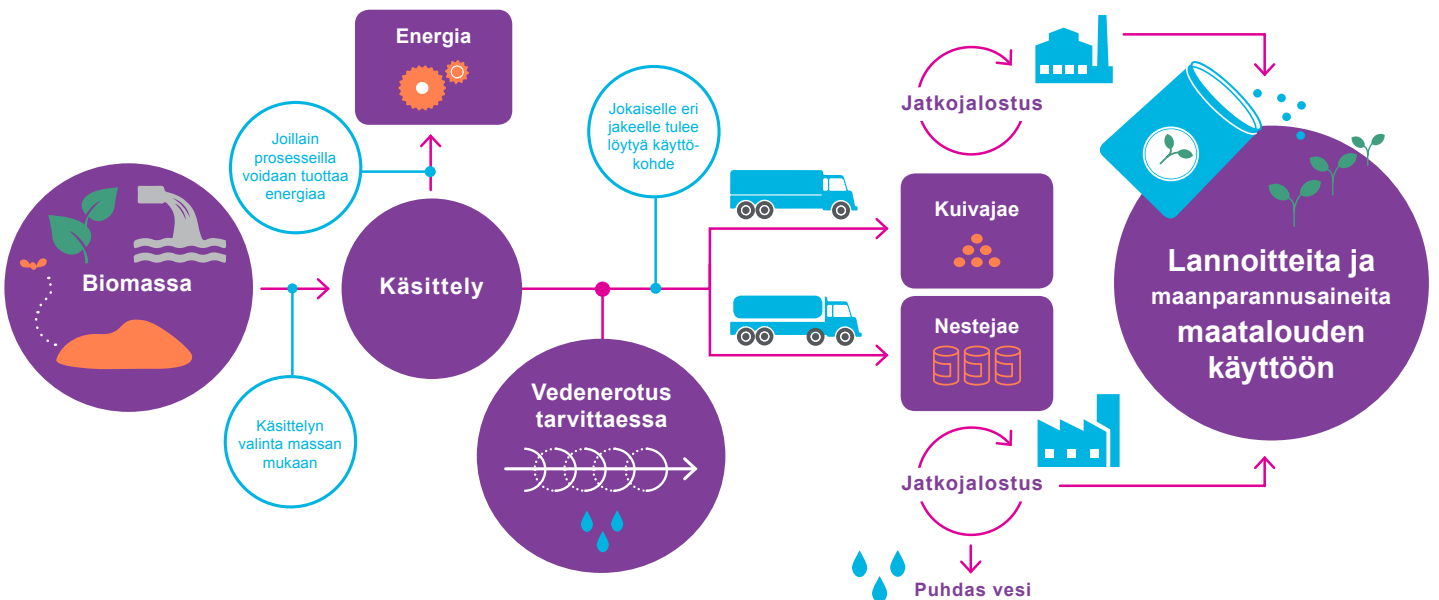 Energia
Joillain
prosesseilla
voidaan tuottaa
energiaa
Biomassa
Käsittelyn
valinta massan
mukaan
Käsittely
Vedenerotus
tarvittaessa
Jokaiselle eri
jakeelle tulee
löytyä käyttö-
kohde
Jatkojalostus
Kuivajae
Nestejae
Jatkojalostus
Puhdas vesi
Lannoitteita ja
maanparannusaineita
maatalouden
käyttöön